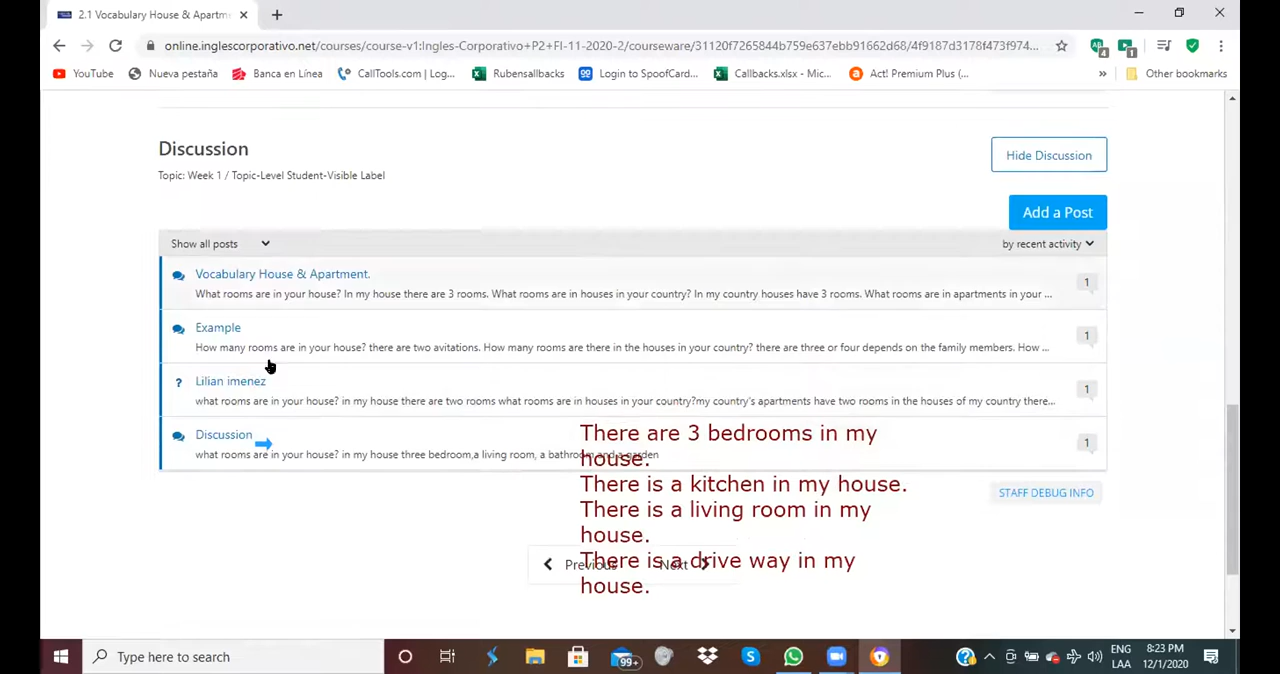 2.1 Vocabulary House & Apartm
online.inglescorporativo.net/courses/course-v1:Ingles-Corporativo+P2+FI-11-2020-2/courseware/31120f7265844b759e637ebb91662d68/4f9187d3178f473f974...
4
1
YouTube
Nueva pestaña
Banca en Línea
CallTools.com | Log...
Rubensallbacks
Login to SpoofCard...
Callbacks.xlsx - Mic...
Act! Premium Plus (...
»
Other bookmarks
Discussion
Hide Discussion
Topic: Week 1 / Topic-Level Student-Visible Label
Add a Post
Show all posts
by recent activity
Vocabulary House & Apartment.
What rooms are in your house? In my house there are 3 rooms. What rooms are in houses in your country? In my country houses have 3 rooms. What rooms are in apartments in your ...
1
Example
How many rooms are in your house? there are two avitations. How many rooms are there in the houses in your country? there are three or four depends on the family members. How ...
1
? Lilian imenez
what rooms are in your house? in my house there are two rooms what rooms are in houses in your country?my country's apartments have two rooms in the houses of my country there...
1
Discussion
what rooms are in your house? in my house three bedroom,a living room, a bathroom and a garden
1
There are 3 bedrooms in my
house.
There is a kitchen in my house.
There is a living room in my
house.
There is a drive way in my
house.
STAFF DEBUG INFO
Previous
Next
Type here to search
99+
ENG
LAA
8:23 PM
12/1/2020